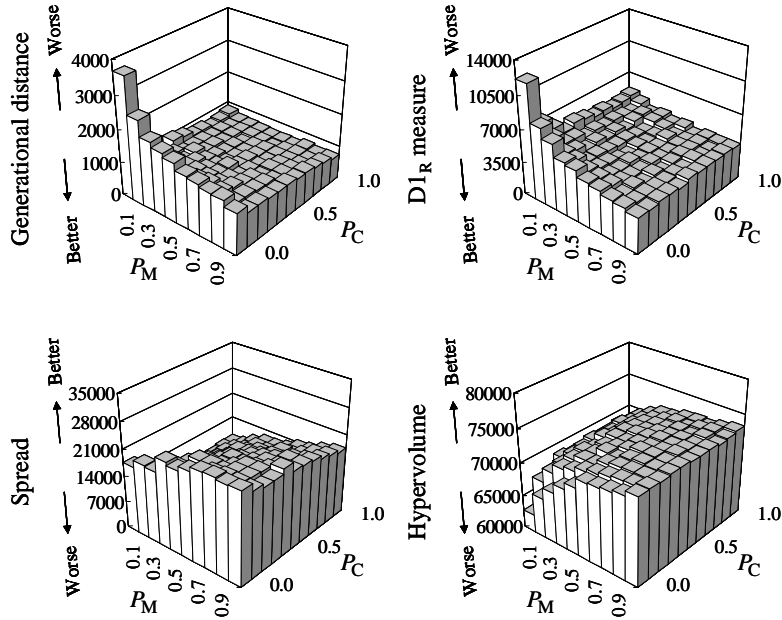 Generational distance
Worse
Better
4000
3000
2000
1000
0
0.1
0.3
0.5
0.7
0.9
PM
0.0
0.5
1.0
PC
D1R measure
Worse
Better
14000
10500
7000
3500
0
0.1
0.3
0.5
0.7
0.9
PM
0.0
0.5
1.0
PC
Spread
Better
Worse
35000
28000
21000
14000
7000
0
0.1
0.3
0.5
0.7
0.9
PM
0.0
0.5
1.0
PC
Hypervolume
Better
Worse
80000
75000
70000
65000
60000
0.1
0.3
0.5
0.7
0.9
PM
0.0
0.5
1.0
PC